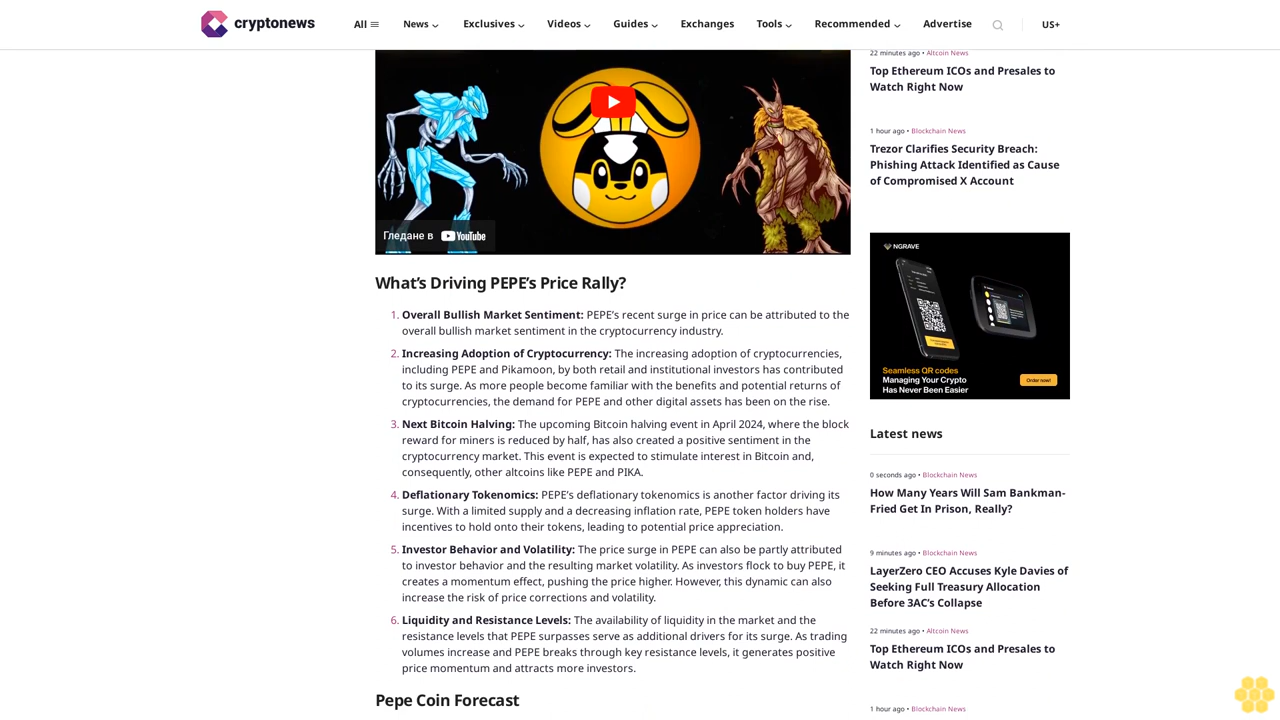 cryptonews
All
News
Exclusives
Videos
Guides
Exchanges
Tools
Recommended
Advertise
US+
Гледане в YouTube
What's Driving PEPE's Price Rally?
1. Overall Bullish Market Sentiment: PEPE's recent surge in price can be attributed to the
overall bullish market sentiment in the cryptocurrency industry.
2. Increasing Adoption of Cryptocurrency: The increasing adoption of cryptocurrencies,
including PEPE and Pikamoon, by both retail and institutional investors has contributed
to its surge. As more people become familiar with the benefits and potential returns of
cryptocurrencies, the demand for PEPE and other digital assets has been on the rise.
3. Next Bitcoin Halving: The upcoming Bitcoin halving event in April 2024, where the block
reward for miners is reduced by half, has also created a positive sentiment in the
cryptocurrency market. This event is expected to stimulate interest in Bitcoin and,
consequently, other altcoins like PEPE and PIKA.
4. Deflationary Tokenomics: PEPE's deflationary tokenomics is another factor driving its
surge. With a limited supply and a decreasing inflation rate, PEPE token holders have
incentives to hold onto their tokens, leading to potential price appreciation.
5. Investor Behavior and Volatility: The price surge in PEPE can also be partly attributed
to investor behavior and the resulting market volatility. As investors flock to buy PEPE, it
creates a momentum effect, pushing the price higher. However, this dynamic can also
increase the risk of price corrections and volatility.
6. Liquidity and Resistance Levels: The availability of liquidity in the market and the
resistance levels that PEPE surpasses serve as additional drivers for its surge. As trading
volumes increase and PEPE breaks through key resistance levels, it generates positive
price momentum and attracts more investors.
Pepe Coin Forecast
22 minutes ago • Altcoin News
Top Ethereum ICOs and Presales to
Watch Right Now
1 hour ago • Blockchain News
Trezor Clarifies Security Breach:
Phishing Attack Identified as Cause
of Compromised X Account
NGRAVE
Seamless QR codes
Managing Your Crypto
Has Never Been Easier
Order now!
Latest news
0 seconds ago • Blockchain News
How Many Years Will Sam Bankman-
Fried Get In Prison, Really?
9 minutes ago • Blockchain News
LayerZero CEO Accuses Kyle Davies of
Seeking Full Treasury Allocation
Before 3AC's Collapse
22 minutes ago • Altcoin News
Top Ethereum ICOs and Presales to
Watch Right Now
1 hour ago • Blockchain News